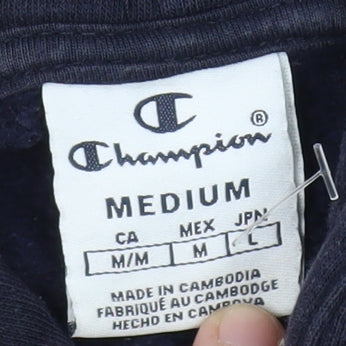 Champion®
MEDIUM
CA MEX JPN
M/M M L
MADE IN CAMBODIA
FABRIQUÉ AU CAMBODGE
HECHO EN CAMBOYA